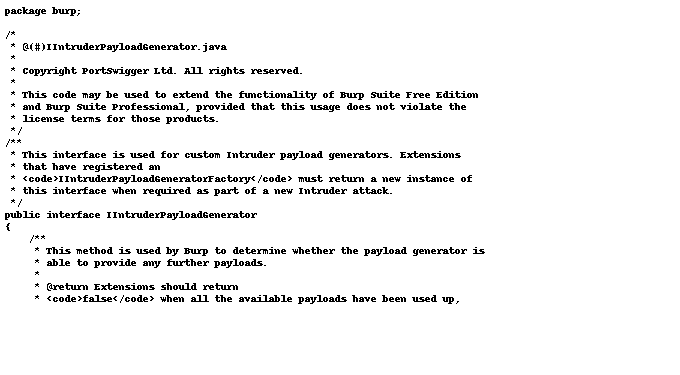 package burp;

/*
 * @(#)IIntruderPayloadGenerator.java
 *
 * Copyright PortSwigger Ltd. All rights reserved.
 *
 * This code may be used to extend the functionality of Burp Suite Free Edition
 * and Burp Suite Professional, provided that this usage does not violate the
 * license terms for those products.
 */
/**
 * This interface is used for custom Intruder payload generators. Extensions
 * that have registered an
 * <code>IIntruderPayloadGeneratorFactory</code> must return a new instance of
 * this interface when required as part of a new Intruder attack.
 */
public interface IIntruderPayloadGenerator
{
    /**
     * This method is used by Burp to determine whether the payload generator is
     * able to provide any further payloads.
     *
     * @return Extensions should return
     * <code>false</code> when all the available payloads have been used up,